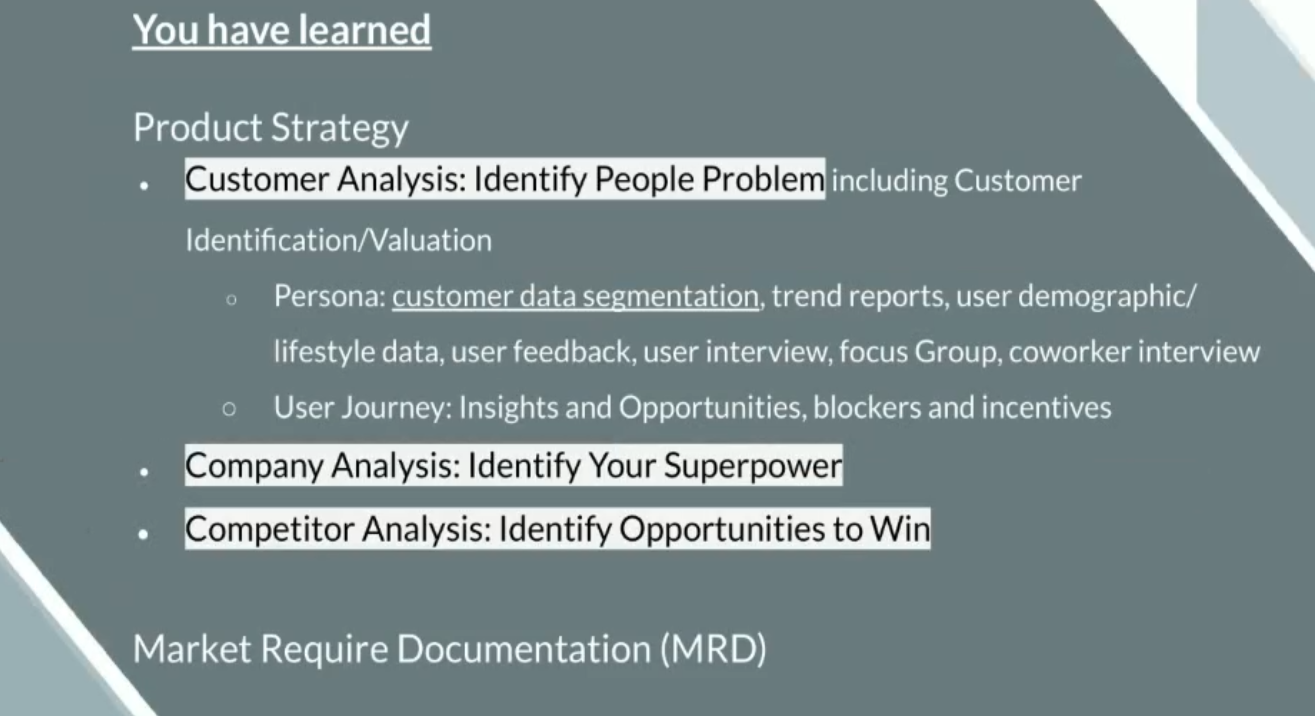 You have learned
Product Strategy
• Customer Analysis: Identify People Problem including Customer
Identification/Valuation
○ Persona: customer data segmentation, trend reports, user demographic/
lifestyle data, user feedback, user interview, focus Group, coworker interview
○ User Journey: Insights and Opportunities, blockers and incentives
• Company Analysis: Identify Your Superpower
• Competitor Analysis: Identify Opportunities to Win
Market Require Documentation (MRD)